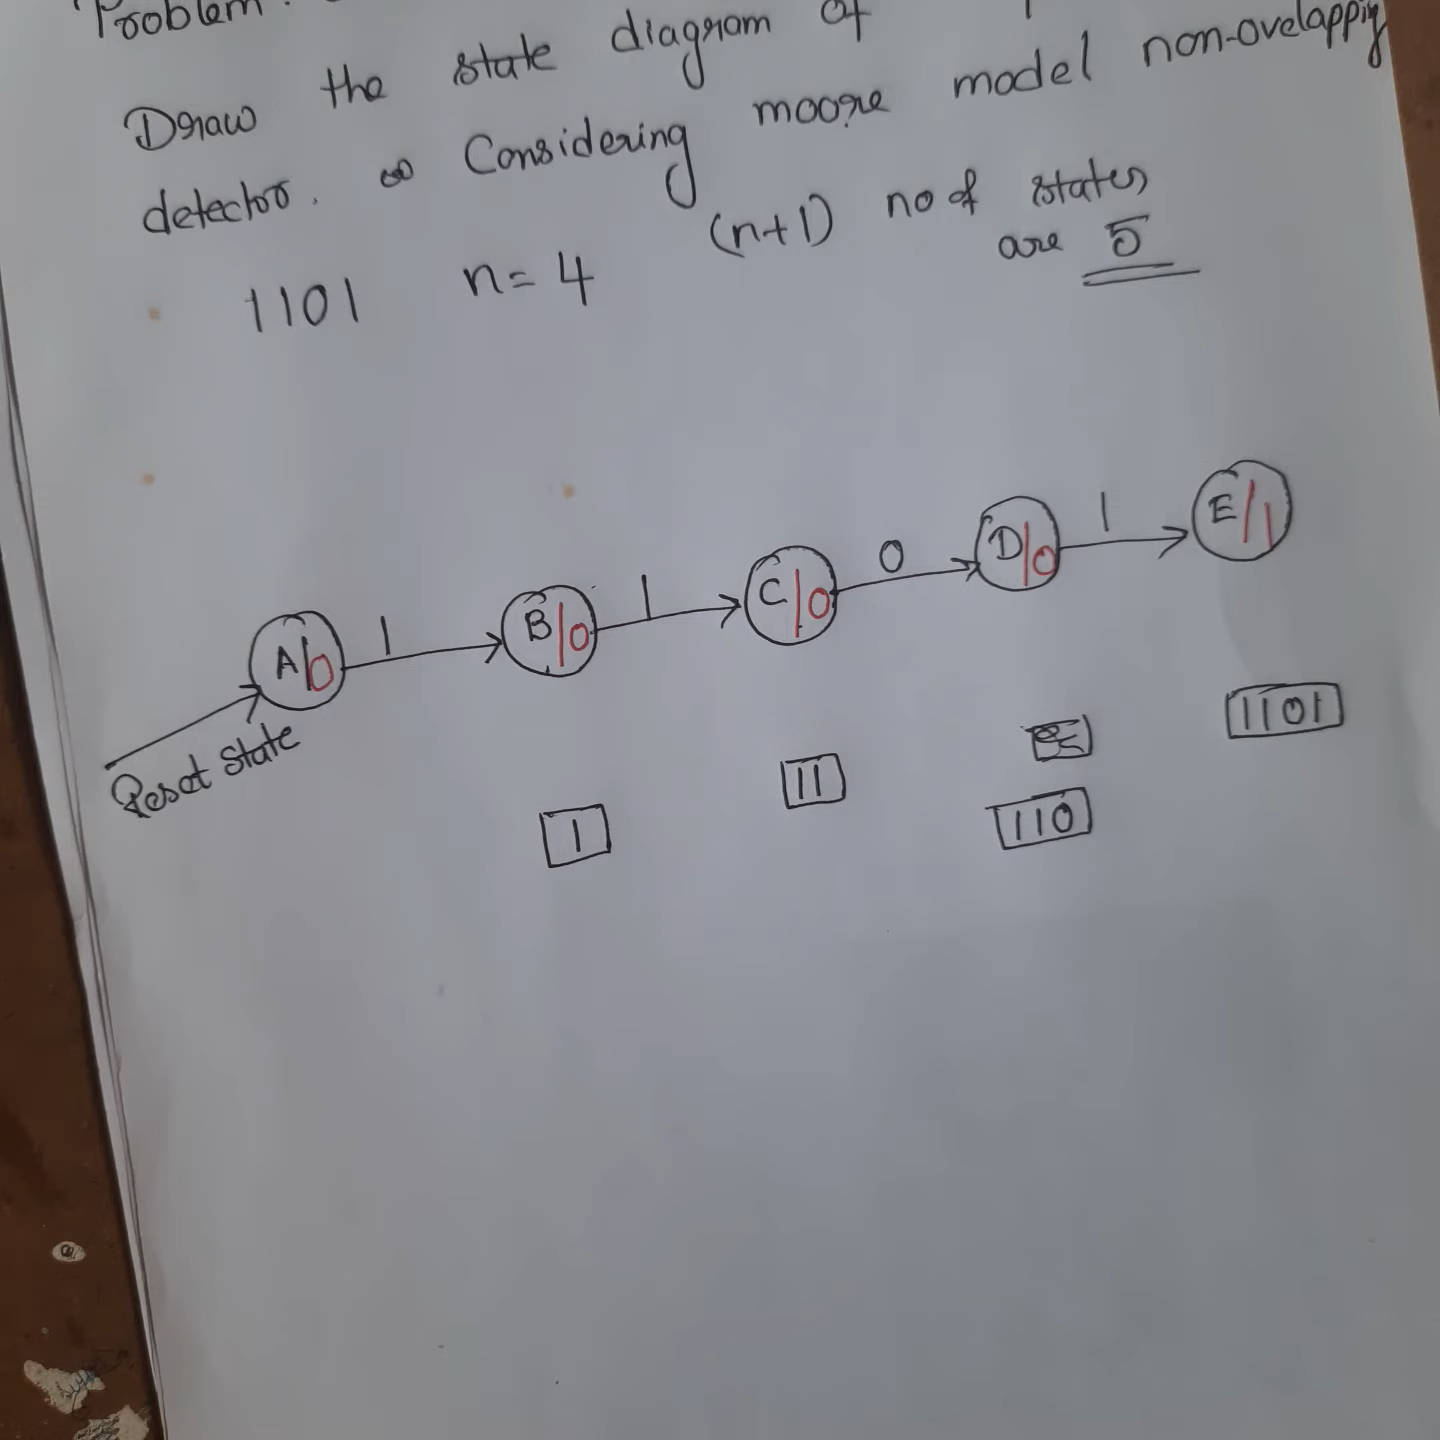 Problem.
Draw the state diagram of
detector. Considering moore model non-ovelapping
1101 n=4 (n+1) no of states
are 5
A/0 1 B/0 1 C/0 0 D/0 1 E/1
Reset State
1 11 110 1101